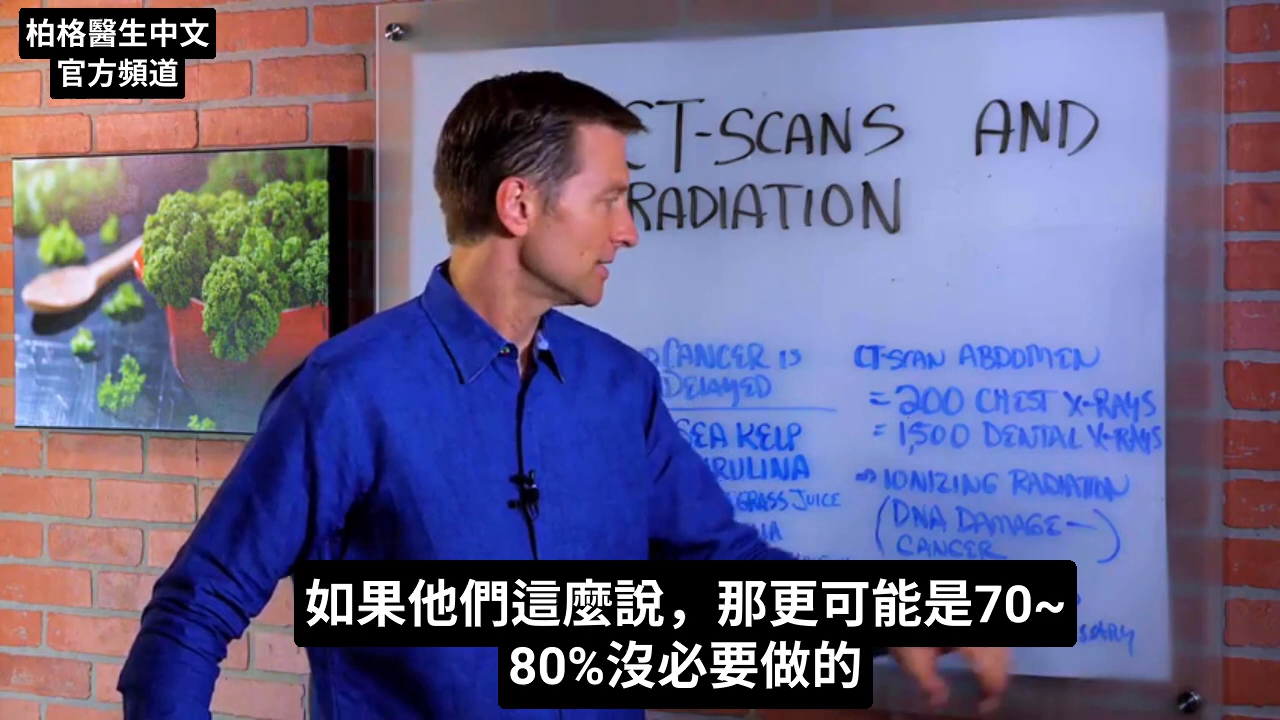 柏格醫生中文
官方頻道
CT-SCANS AND
RADIATION
CANCER IS
DELAYED
SEA KELP
GRASS JUICE
CT-SCAN ABDOMEN
= 200 CHEST X-RAYS
= 1,500 DENTAL X-RAYS
⇒ IONIZING RADIATION
(DNA DAMAGE—)
CANCER
如果他們這麼說，那更可能是70~
80%沒必要做的